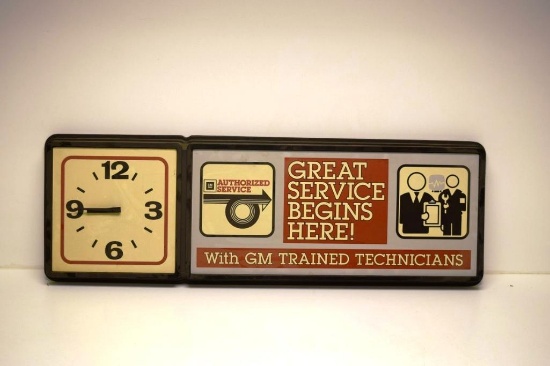 12
9
3
6
GM
AUTHORIZED
SERVICE
GREAT
SERVICE
BEGINS
HERE!
With GM TRAINED TECHNICIANS